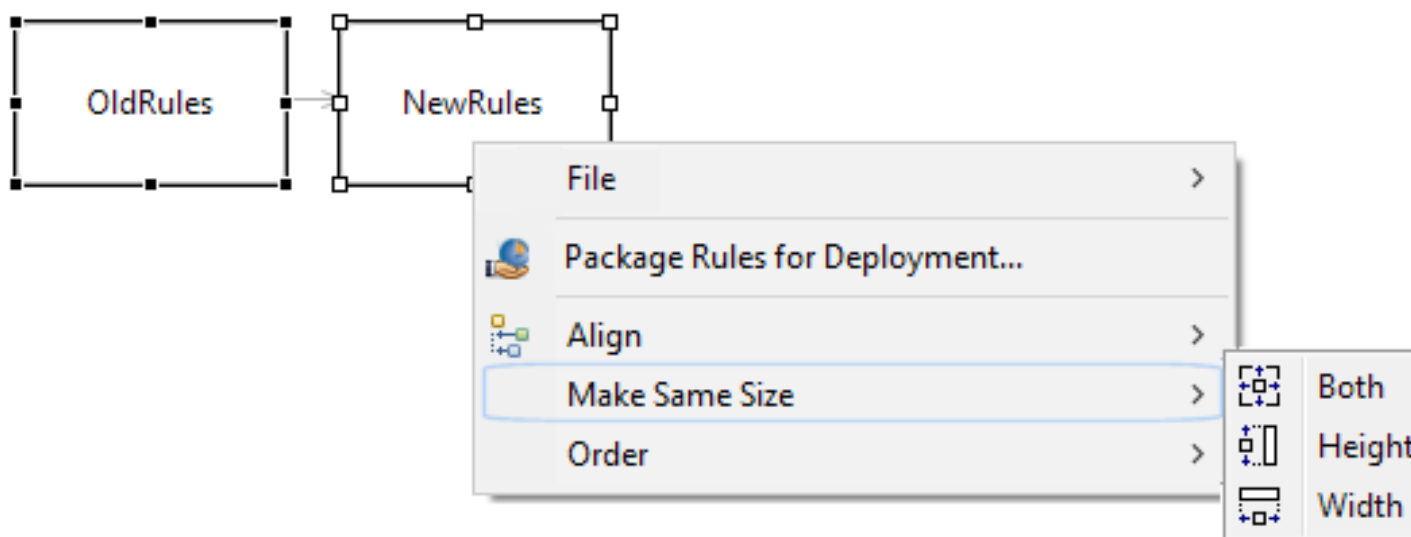 OldRules
NewRules
File
Package Rules for Deployment...
Align
Make Same Size
Order
Both
Height
Width